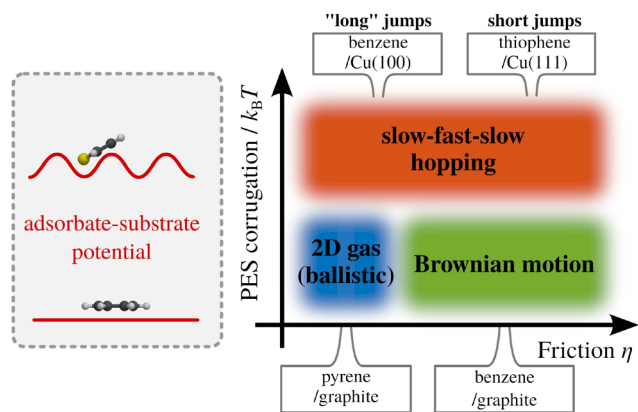 "long" jumps
short jumps
benzene
/Cu(100)
thiophene
/Cu(111)
PES corrugation / k_BT
slow-fast-slow
hopping
adsorbate-substrate
potential
2D gas
(ballistic)
Brownian motion
Friction η
pyrene
/graphite
benzene
/graphite